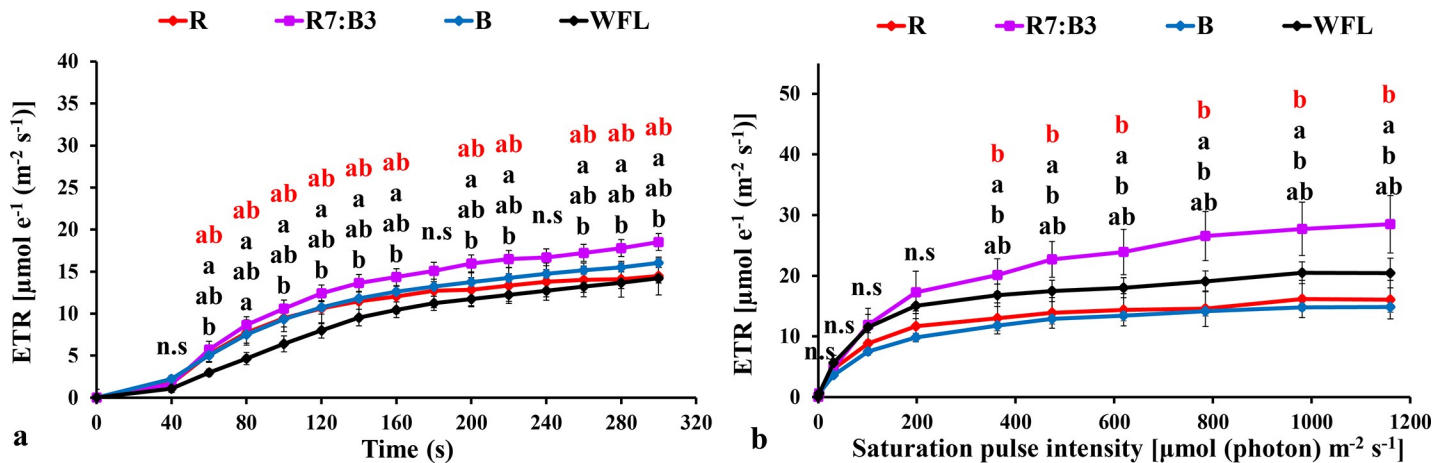 R R7:B3 B WFL
ETR [µmol e⁻¹ (m⁻² s⁻¹)]
40
35
30
25
20
15
10
5
0
n.s
ab
a
ab
b
ab
a
ab
a
ab
a
ab
b
ab
a
ab
b
ab
a
ab
b
ab
a
ab
b
n.s
ab
a
ab
b
ab
a
ab
b
n.s
ab
a
ab
b
ab
a
ab
b
ab
a
ab
b
0 40 80 120 160 200 240 280 320
Time (s)
a
R R7:B3 B WFL
ETR [µmol e⁻¹ (m⁻² s⁻¹)]
50
40
30
20
10
0
n.s
n.s
n.s
n.s
b
a
b
ab
b
a
b
ab
b
a
b
ab
b
a
b
ab
b
a
b
ab
b
a
b
ab
0 200 400 600 800 1000 1200
Saturation pulse intensity [µmol (photon) m⁻² s⁻¹]
b